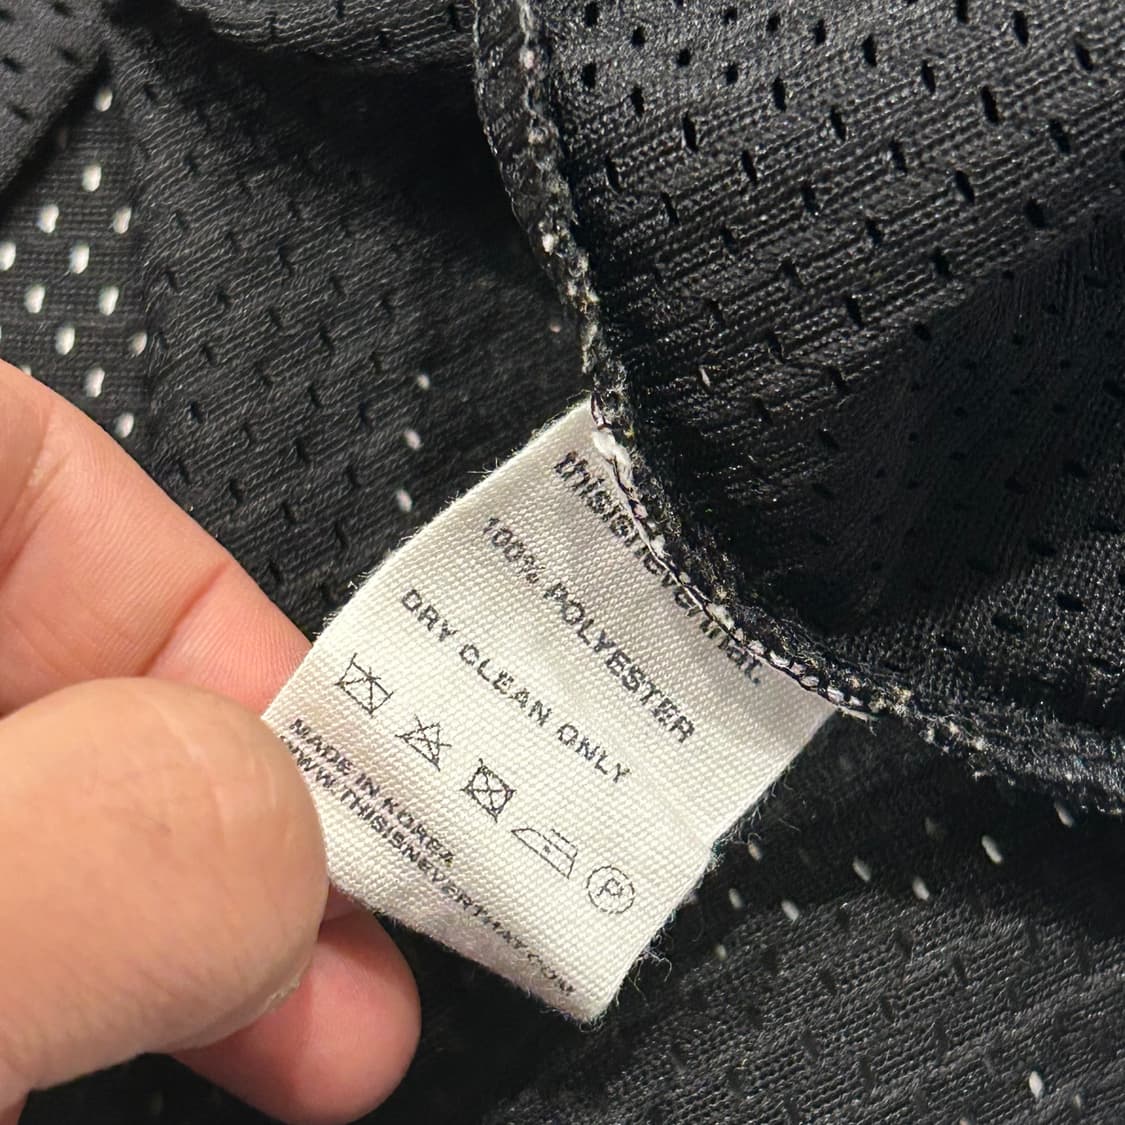 thisisneverthat.
100% POLYESTER
DRY CLEAN ONLY
P
MADE IN KOREA
WWW.THISISNEVERTHAT.COM